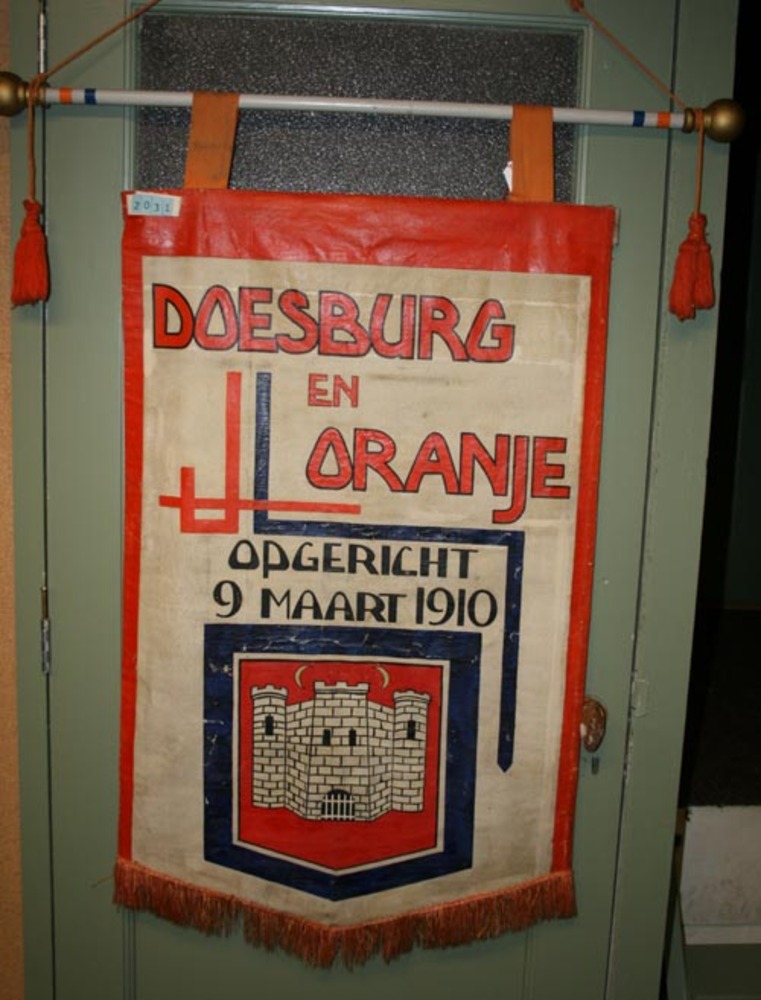 2031
DOESBURG
EN
ORANJE
OPGERICHT
9 MAART 1910